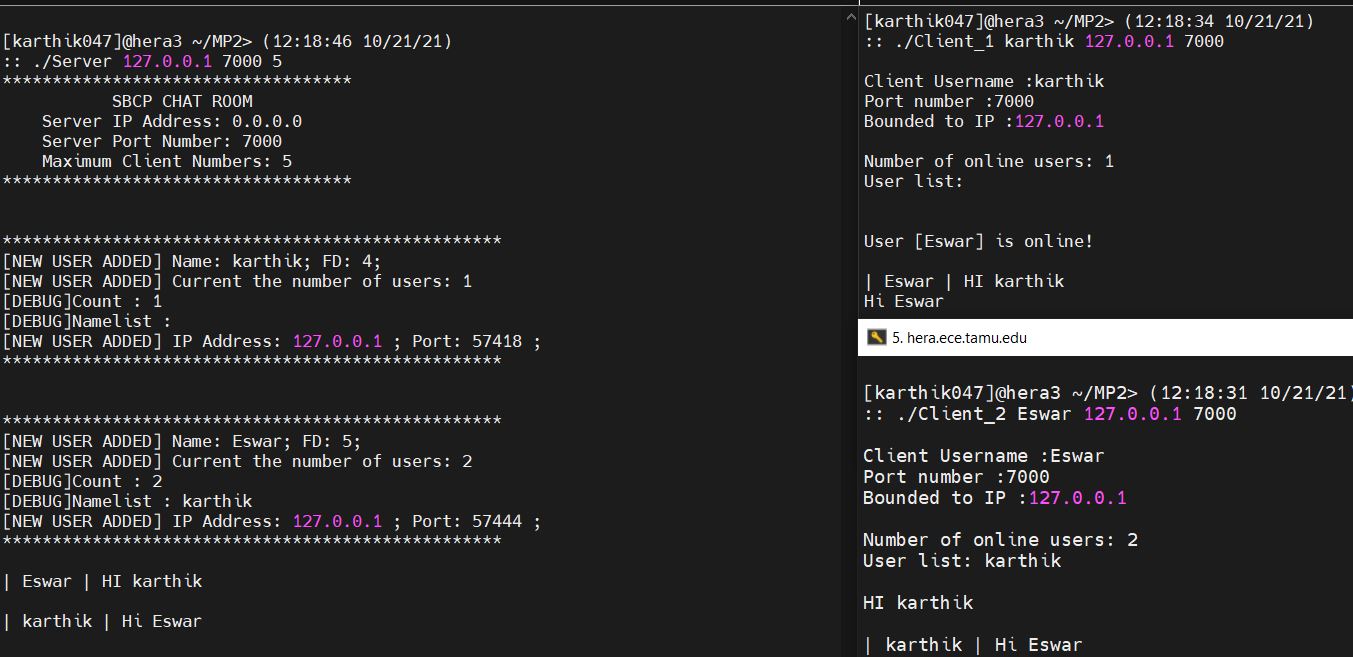 [karthik047]@hera3 ~/MP2> (12:18:46 10/21/21)
:: ./Server 127.0.0.1 7000 5
***********************************
SBCP CHAT ROOM
Server IP Address: 0.0.0.0
Server Port Number: 7000
Maximum Client Numbers: 5
***********************************
**************************************************
[NEW USER ADDED] Name: karthik; FD: 4;
[NEW USER ADDED] Current the number of users: 1
[DEBUG]Count : 1
[DEBUG]Namelist :
[NEW USER ADDED] IP Address: 127.0.0.1 ; Port: 57418 ;
**************************************************
**************************************************
[NEW USER ADDED] Name: Eswar; FD: 5;
[NEW USER ADDED] Current the number of users: 2
[DEBUG]Count : 2
[DEBUG]Namelist : karthik
[NEW USER ADDED] IP Address: 127.0.0.1 ; Port: 57444 ;
**************************************************
| Eswar | HI karthik
| karthik | Hi Eswar
[karthik047]@hera3 ~/MP2> (12:18:34 10/21/21)
:: ./Client_1 karthik 127.0.0.1 7000
Client Username :karthik
Port number :7000
Bounded to IP :127.0.0.1
Number of online users: 1
User list:
User [Eswar] is online!
| Eswar | HI karthik
Hi Eswar
5. hera.ece.tamu.edu
[karthik047]@hera3 ~/MP2> (12:18:31 10/21/21)
:: ./Client_2 Eswar 127.0.0.1 7000
Client Username :Eswar
Port number :7000
Bounded to IP :127.0.0.1
Number of online users: 2
User list: karthik
HI karthik
| karthik | Hi Eswar